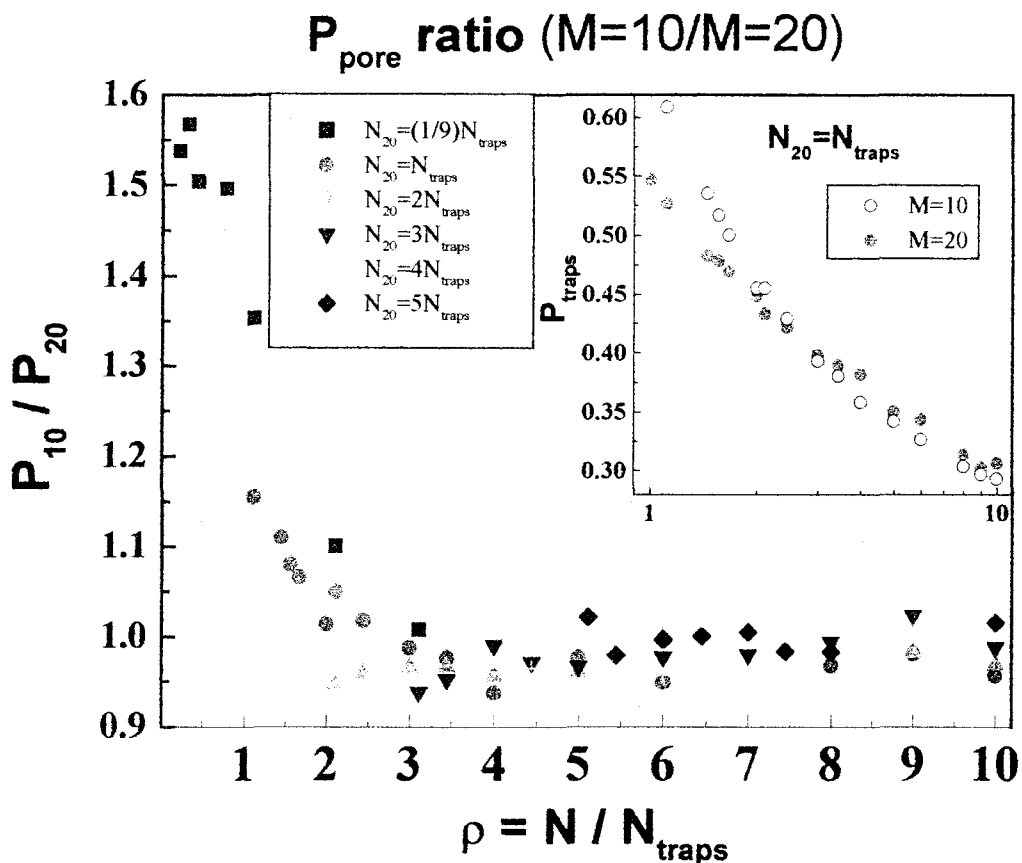 P_pore ratio (M=10/M=20)
P_10 / P_20
1.6
1.5
1.4
1.3
1.2
1.1
1.0
0.9
N_20=(1/9)N_traps
N_20=N_traps
N_20=2N_traps
N_20=3N_traps
N_20=4N_traps
N_20=5N_traps
P_traps
0.60
0.55
0.50
0.45
0.40
0.35
0.30
N_20=N_traps
M=10
M=20
1 10
1 2 3 4 5 6 7 8 9 10
ρ = N / N_traps